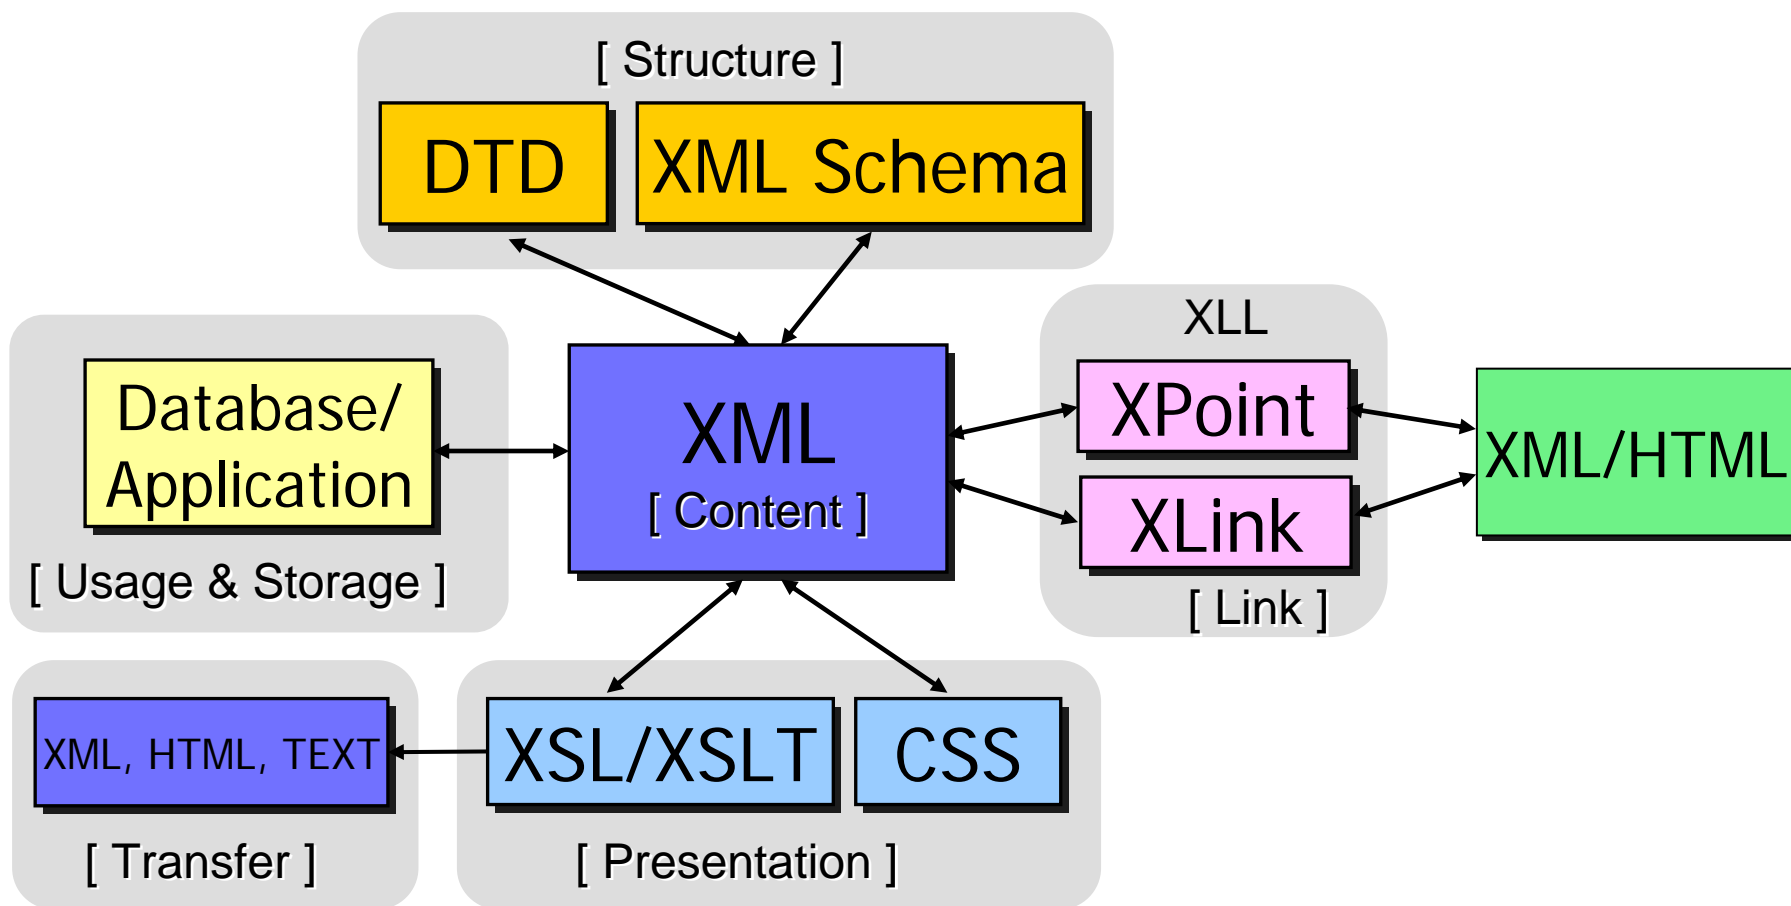 [ Structure ]
DTD
XML Schema
XLL
Database/
Application
[ Usage & Storage ]
XML
[ Content ]
XPoint
XLink
[ Link ]
XML/HTML
XML, HTML, TEXT
[ Transfer ]
XSL/XSLT
CSS
[ Presentation ]